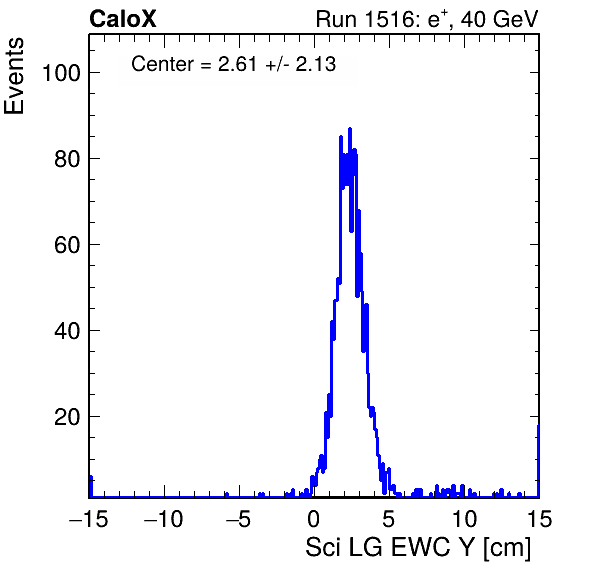 CaloX Run 1516: e⁺, 40 GeV
Center = 2.61 +/- 2.13
Events
100
80
60
40
20
−15 −10 −5 0 5 10 15
Sci LG EWC Y [cm]